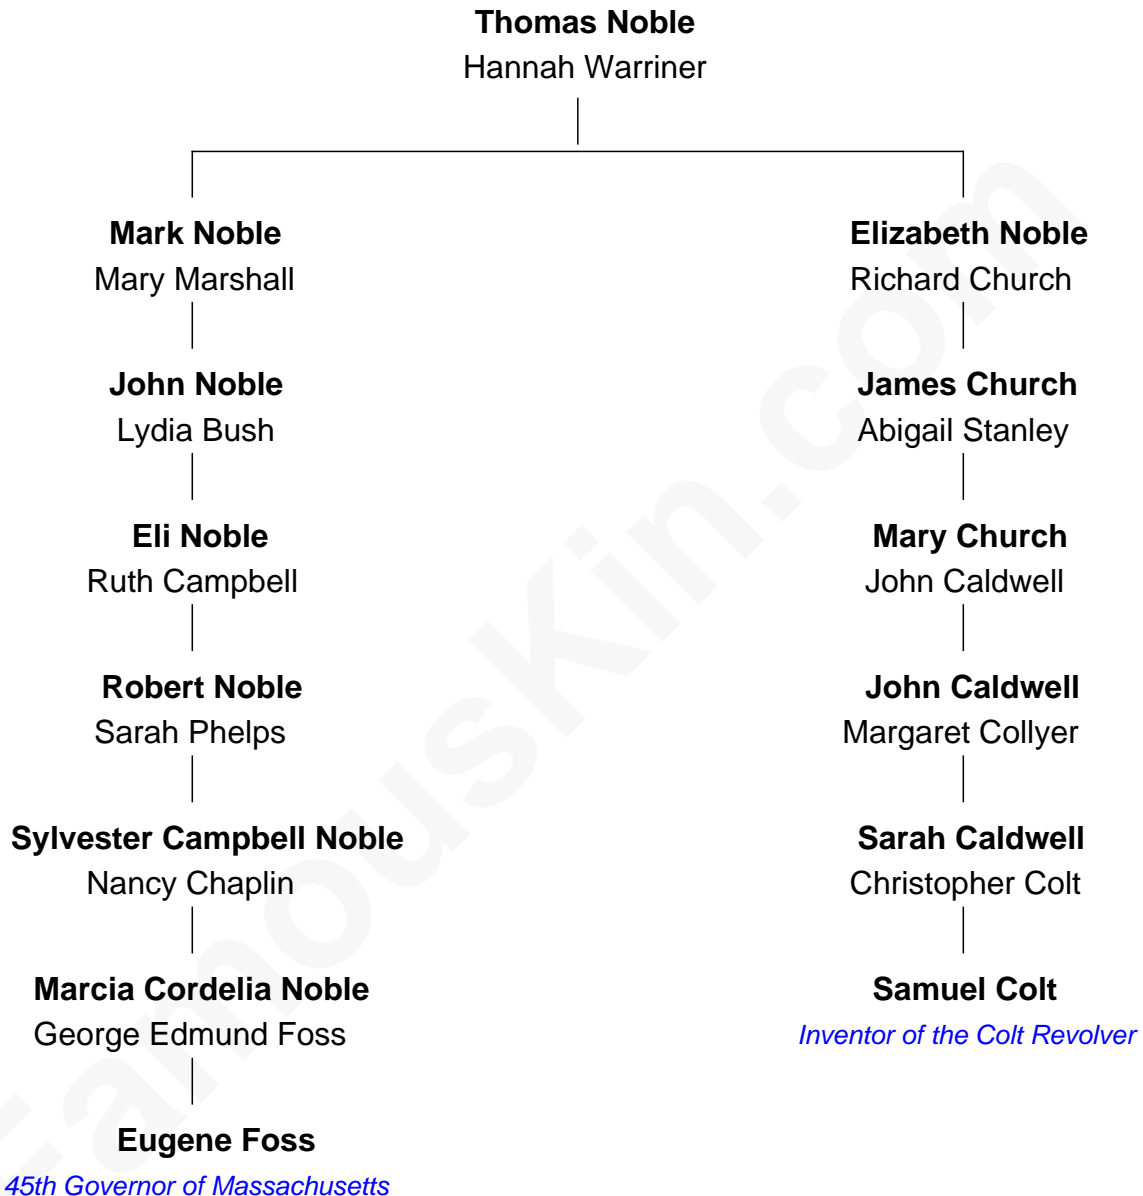 Thomas Noble
Hannah Warriner
Mark Noble
Mary Marshall
Elizabeth Noble
Richard Church
John Noble
Lydia Bush
James Church
Abigail Stanley
Eli Noble
Ruth Campbell
Mary Church
John Caldwell
Robert Noble
Sarah Phelps
John Caldwell
Margaret Collyer
Sylvester Campbell Noble
Nancy Chaplin
Sarah Caldwell
Christopher Colt
Marcia Cordelia Noble
George Edmund Foss
Samuel Colt
Inventor of the Colt Revolver
Eugene Foss
45th Governor of Massachusetts
FamousKin.com